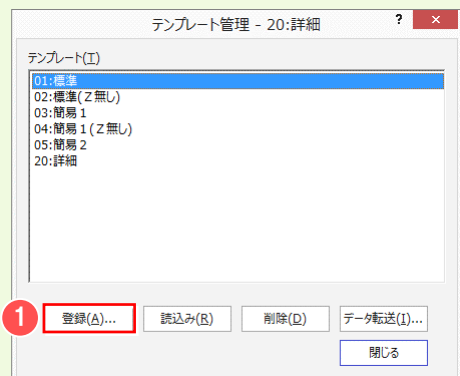 テンプレート管理 - 20:詳細 ? ×
テンプレート(T)
01:標準
02:標準(Z無し)
03:簡易1
04:簡易1(Z無し)
05:簡易2
20:詳細
1 登録(A)... 読込み(R) 削除(D) データ転送(I)...
閉じる